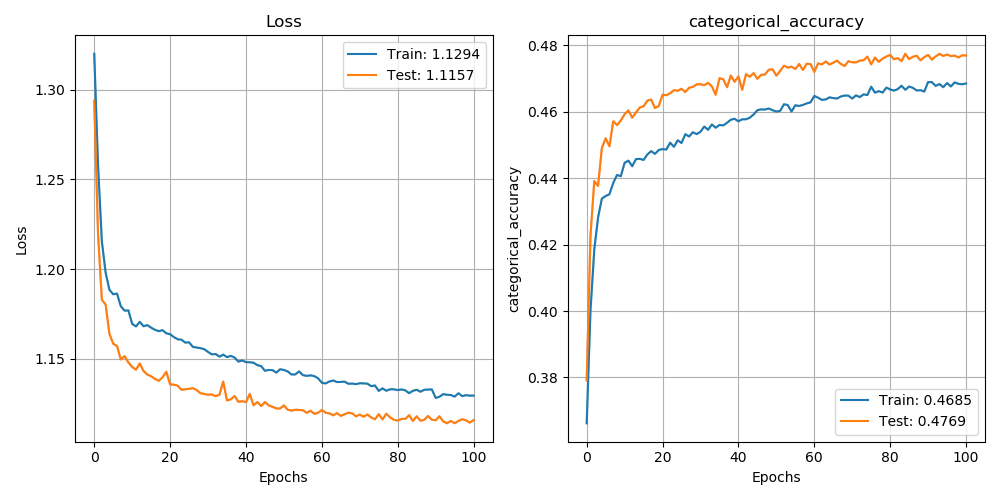 Loss
Train: 1.1294
Test: 1.1157
1.30
1.25
1.20
1.15
Loss
0
20
40
60
80
100
Epochs
categorical_accuracy
0.48
0.46
0.44
0.42
0.40
0.38
categorical_accuracy
Train: 0.4685
Test: 0.4769
0
20
40
60
80
100
Epochs